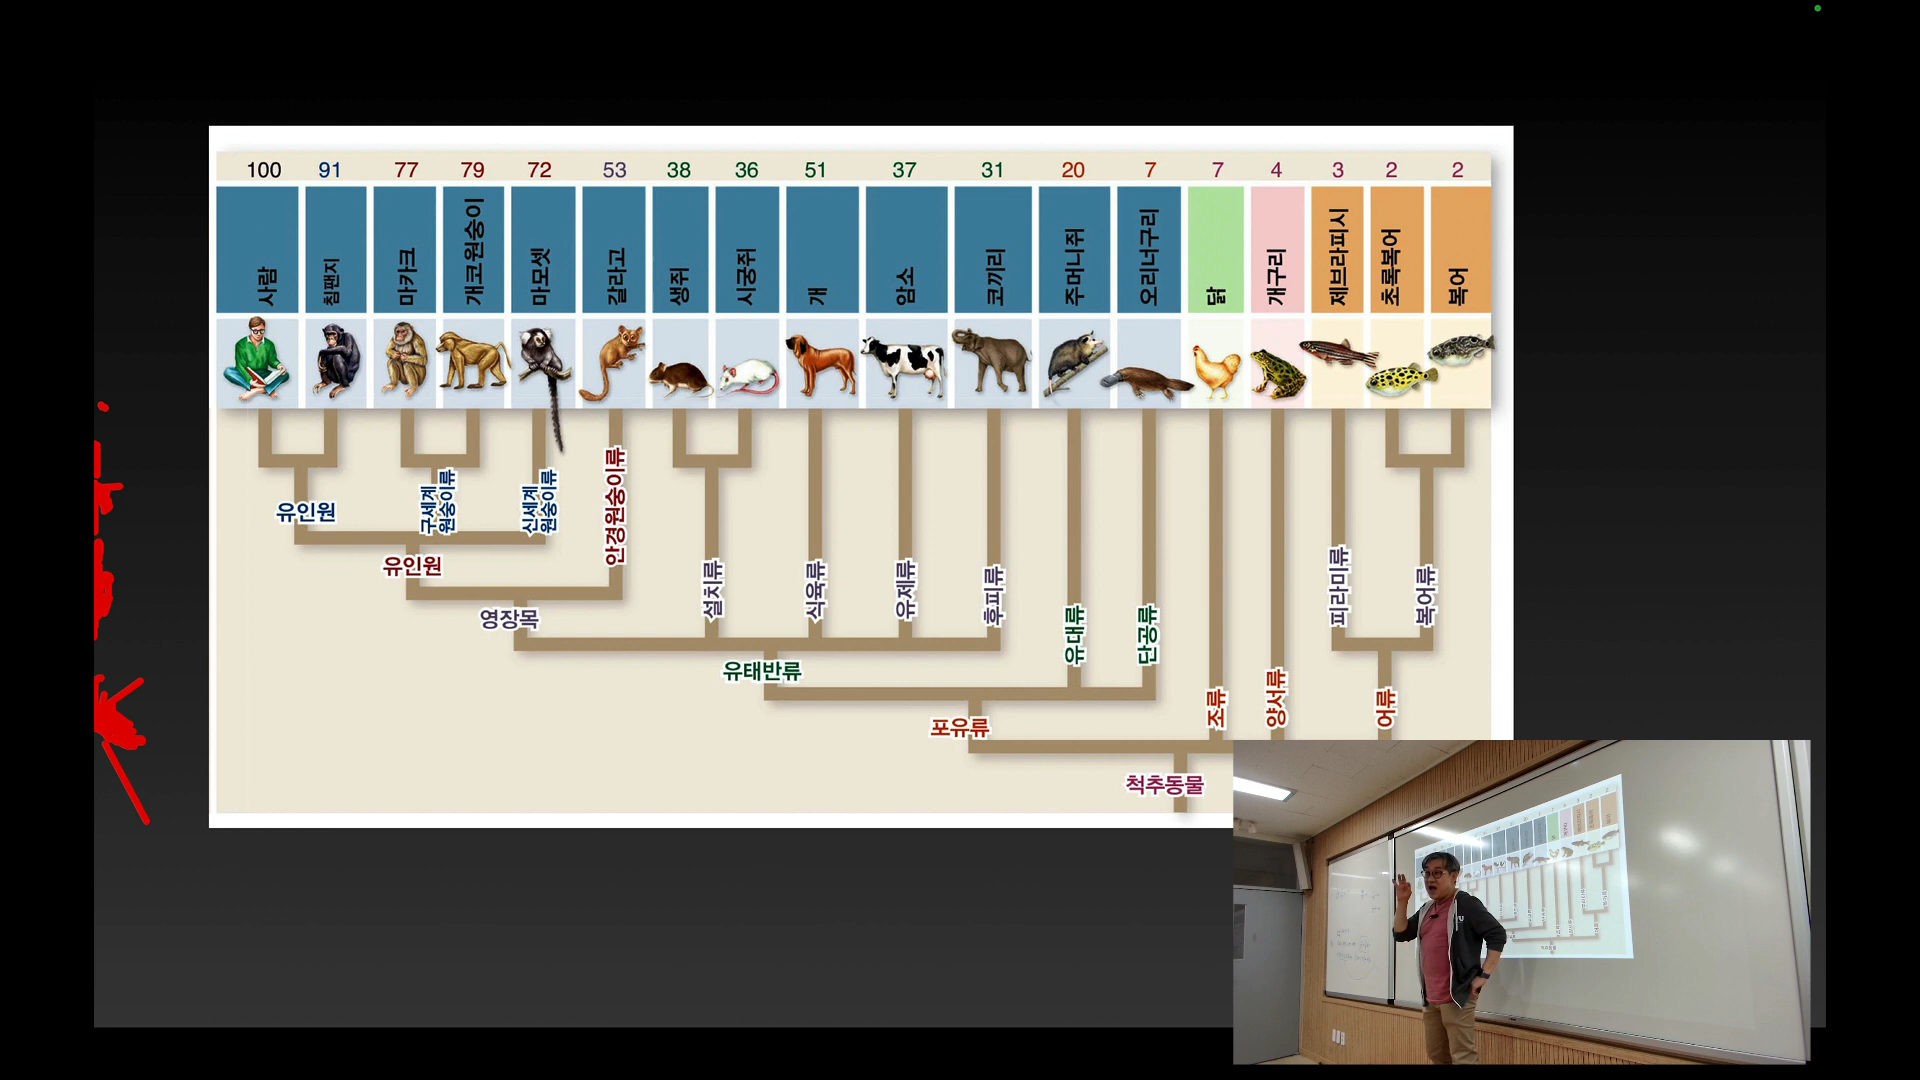 100 91 77 79 72 53 38 36 51 37 31 20 7 7 4 3 2 2
사람
침팬지
마카크
개코원숭이
마모셋
갈라고
생쥐
시궁쥐
개
암소
코끼리
주머니쥐
오리너구리
닭
개구리
제브라피시
초록복어
복어
유인원
구세계
원숭이류
신세계
원숭이류
안경원숭이류
유인원
영장목
설치류
식육류
유제류
후피류
유태반류
유대류
단공류
포유류
조류
양서류
피라미류
복어류
어류
척추동물